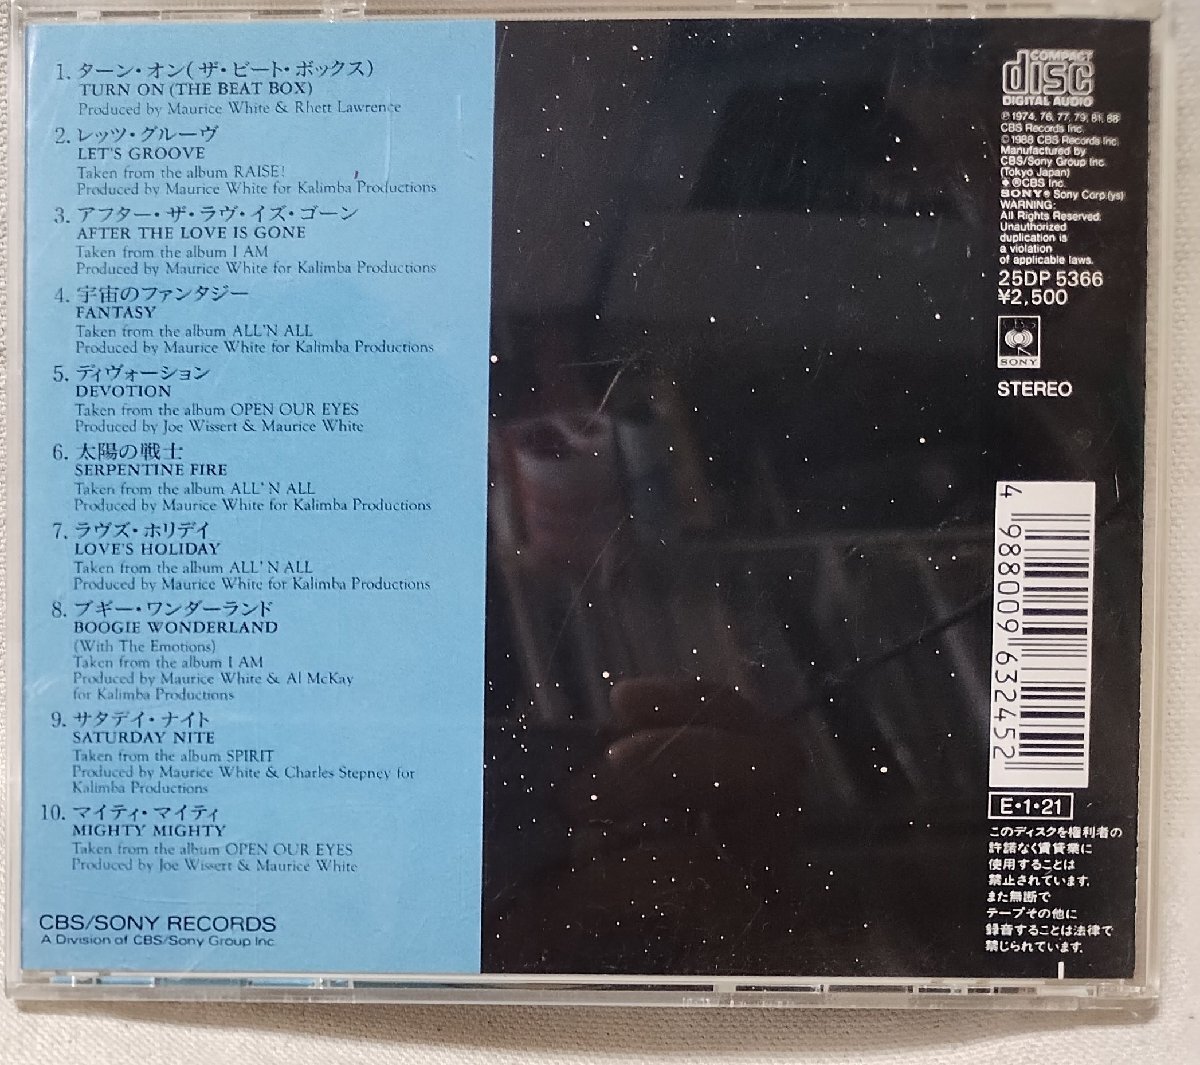 1. ターン・オン(ザ・ビート・ボックス)
TURN ON (THE BEAT BOX)
Produced by Maurice White & Rhett Lawrence
2. レッツ・グルーヴ
LET'S GROOVE
Taken from the album RAISE!
Produced by Maurice White for Kalimba Productions
3. アフター・ザ・ラヴ・イズ・ゴーン
AFTER THE LOVE IS GONE
Taken from the album I AM
Produced by Maurice White for Kalimba Productions
4. 宇宙のファンタジー
FANTASY
Taken from the album ALL'N ALL
Produced by Maurice White for Kalimba Productions
5. ディヴォーション
DEVOTION
Taken from the album OPEN OUR EYES
Produced by Joe Wissert & Maurice White
6. 太陽の戦士
SERPENTINE FIRE
Taken from the album ALL'N ALL
Produced by Maurice White for Kalimba Productions
7. ラヴズ・ホリデイ
LOVE'S HOLIDAY
Taken from the album ALL'N ALL
Produced by Maurice White for Kalimba Productions
8. ブギー・ワンダーランド
BOOGIE WONDERLAND
(With The Emotions)
Taken from the album I AM
Produced by Maurice White & Al McKay
for Kalimba Productions
9. サタデイ・ナイト
SATURDAY NITE
Taken from the album SPIRIT
Produced by Maurice White & Charles Stepney for
Kalimba Productions
10. マイティ・マイティ
MIGHTY MIGHTY
Taken from the album OPEN OUR EYES
Produced by Joe Wissert & Maurice White
CBS/SONY RECORDS
A Division of CBS/Sony Group Inc.
COMPACT
disc
DIGITAL AUDIO
℗1974, 76, 77, 79, 81, 88
CBS Records Inc.
©1988 CBS Records Inc.
Manufactured by
CBS/Sony Group Inc.
(Tokyo Japan)
®CBS Inc.
SONY® Sony Corp.(ys)
WARNING:
All Rights Reserved.
Unauthorized
duplication is
a violation
of applicable laws.
25DP 5366
¥2,500
CBS
SONY
STEREO
4 988009 632452
E・1・21
このディスクを権利者の
許諾なく賃貸業に
使用することは
禁止されています。
また無断で
テープその他に
録音することは法律で
禁じられています。